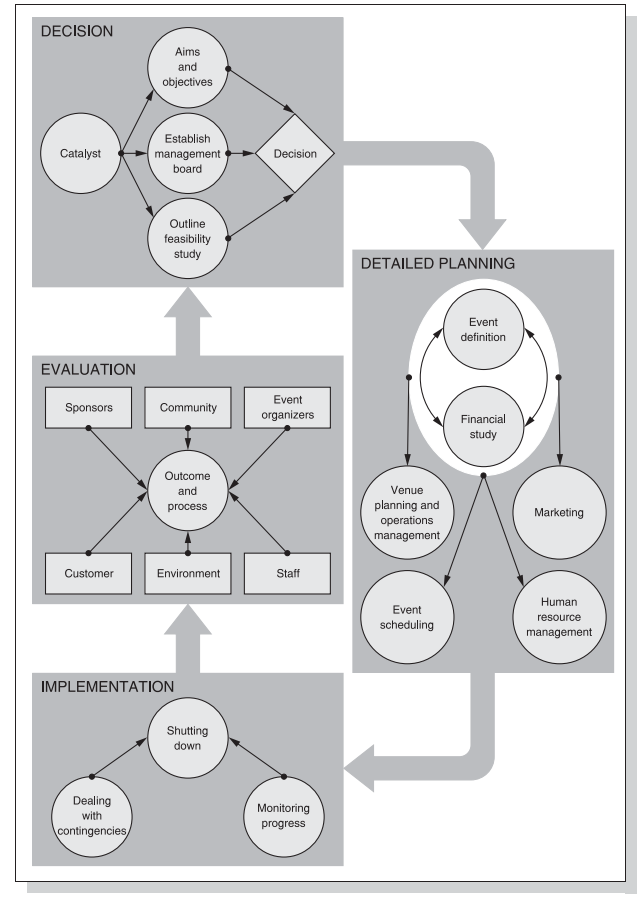 DECISION
Aims
and
objectives
Catalyst
Establish
management
board
Decision
Outline
feasibility
study
DETAILED PLANNING
Event
definition
Financial
study
Venue
planning and
operations
management
Marketing
Event
scheduling
Human
resource
management
EVALUATION
Sponsors
Community
Event
organizers
Outcome
and
process
Customer
Environment
Staff
IMPLEMENTATION
Shutting
down
Dealing
with
contingencies
Monitoring
progress